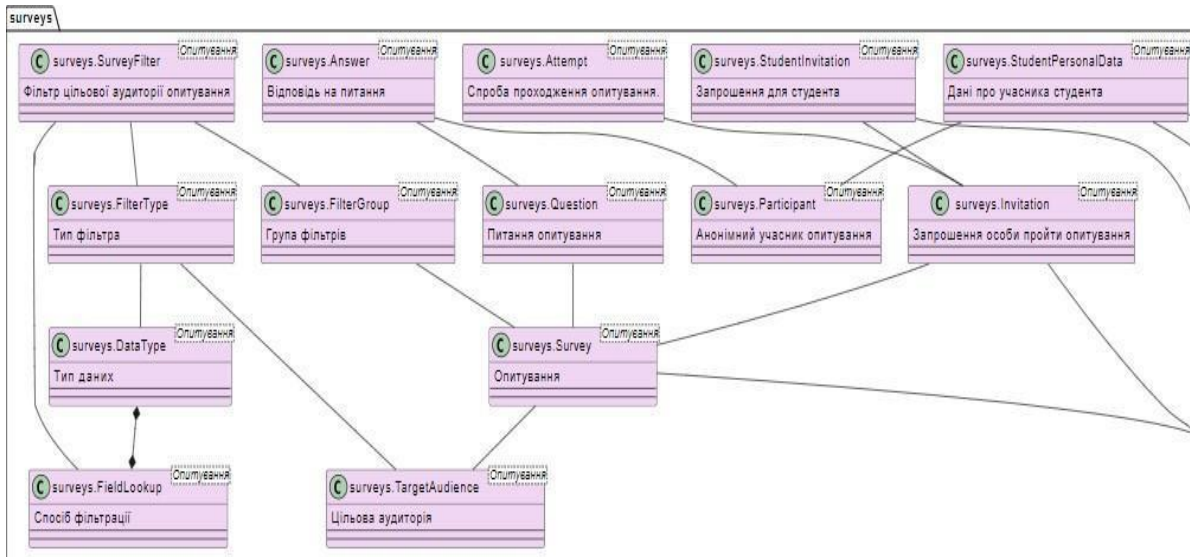 surveys
Опитування
C surveys.SurveyFilter
Фільтр цільової аудиторії опитування
Опитування
C surveys.Answer
Відповідь на питання
Опитування
C surveys.Attempt
Спроба проходження опитування.
Опитування
C surveys.StudentInvitation
Запрошення для студента
Опитування
C surveys.StudentPersonalData
Дані про учасника студента
Опитування
C surveys.FilterType
Тип фільтра
Опитування
C surveys.FilterGroup
Група фільтрів
Опитування
C surveys.Question
Питання опитування
Опитування
C surveys.Participant
Анонімний учасник опитування
Опитування
C surveys.Invitation
Запрошення особи пройти опитування
Опитування
C surveys.DataType
Тип даних
Опитування
C surveys.Survey
Опитування
Опитування
C surveys.FieldLookup
Спосіб фільтрації
Опитування
C surveys.TargetAudience
Цільова аудиторія